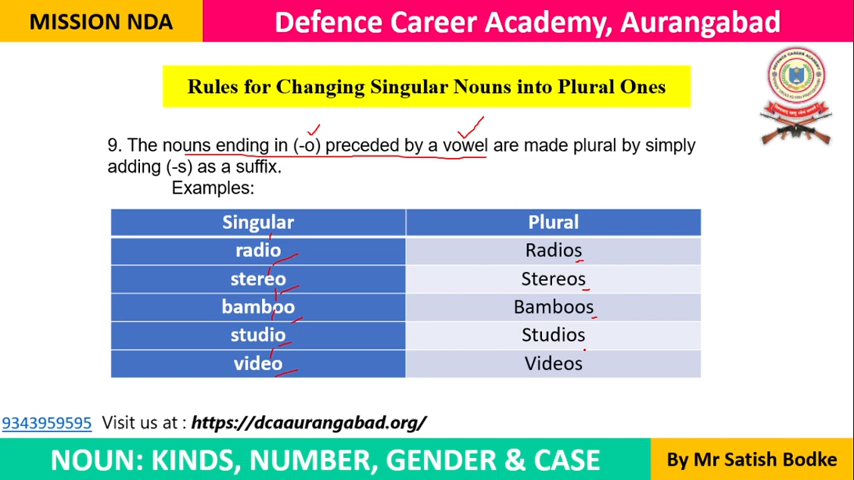 MISSION NDA
Defence Career Academy, Aurangabad
Rules for Changing Singular Nouns into Plural Ones
9. The nouns ending in (-o) preceded by a vowel are made plural by simply
adding (-s) as a suffix.
Examples:
Singular Plural
radio Radios
stereo Stereos
bamboo Bamboos
studio Studios
video Videos
9343959595 Visit us at : https://dcaaurangabad.org/
NOUN: KINDS, NUMBER, GENDER & CASE
By Mr Satish Bodke